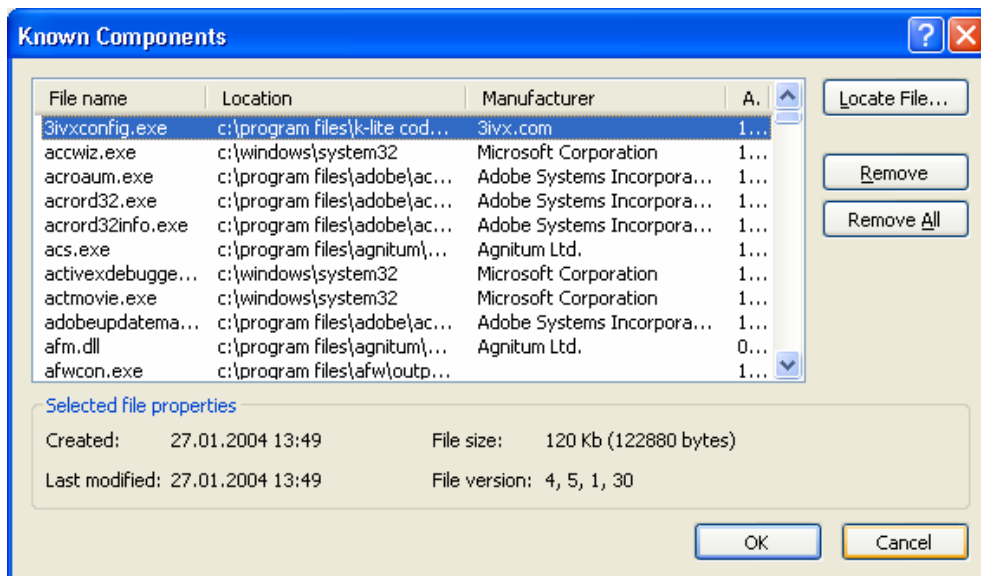 Known Components
File name Location Manufacturer A.
3ivxconfig.exe c:\program files\k-lite cod... 3ivx.com 1...
accwiz.exe c:\windows\system32 Microsoft Corporation 1...
acroaum.exe c:\program files\adobe\ac... Adobe Systems Incorpora... 1...
acrord32.exe c:\program files\adobe\ac... Adobe Systems Incorpora... 1...
acrord32info.exe c:\program files\adobe\ac... Adobe Systems Incorpora... 1...
acs.exe c:\program files\agnitum\... Agnitum Ltd. 1...
activexdebugge... c:\windows\system32 Microsoft Corporation 1...
actmovie.exe c:\windows\system32 Microsoft Corporation 1...
adobeupdatema... c:\program files\adobe\ac... Adobe Systems Incorpora... 1...
afm.dll c:\program files\agnitum\... Agnitum Ltd. 0...
afwcon.exe c:\program files\afw\outp... 1...
Locate File...
Remove
Remove All
Selected file properties
Created: 27.01.2004 13:49 File size: 120 Kb (122880 bytes)
Last modified: 27.01.2004 13:49 File version: 4, 5, 1, 30
OK Cancel